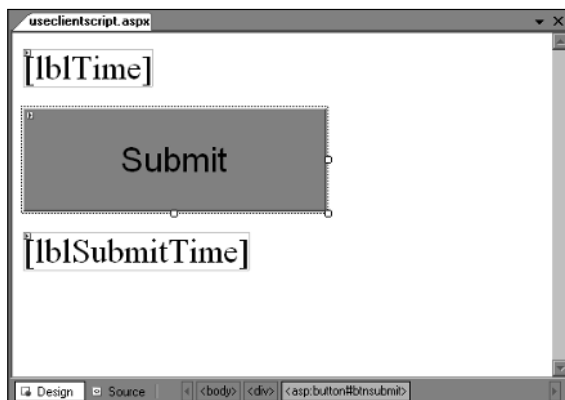 useclientscript.aspx
[lblTime]
Submit
[lblSubmitTime]
Design Source <body> <div> <asp:button#btnsubmit>